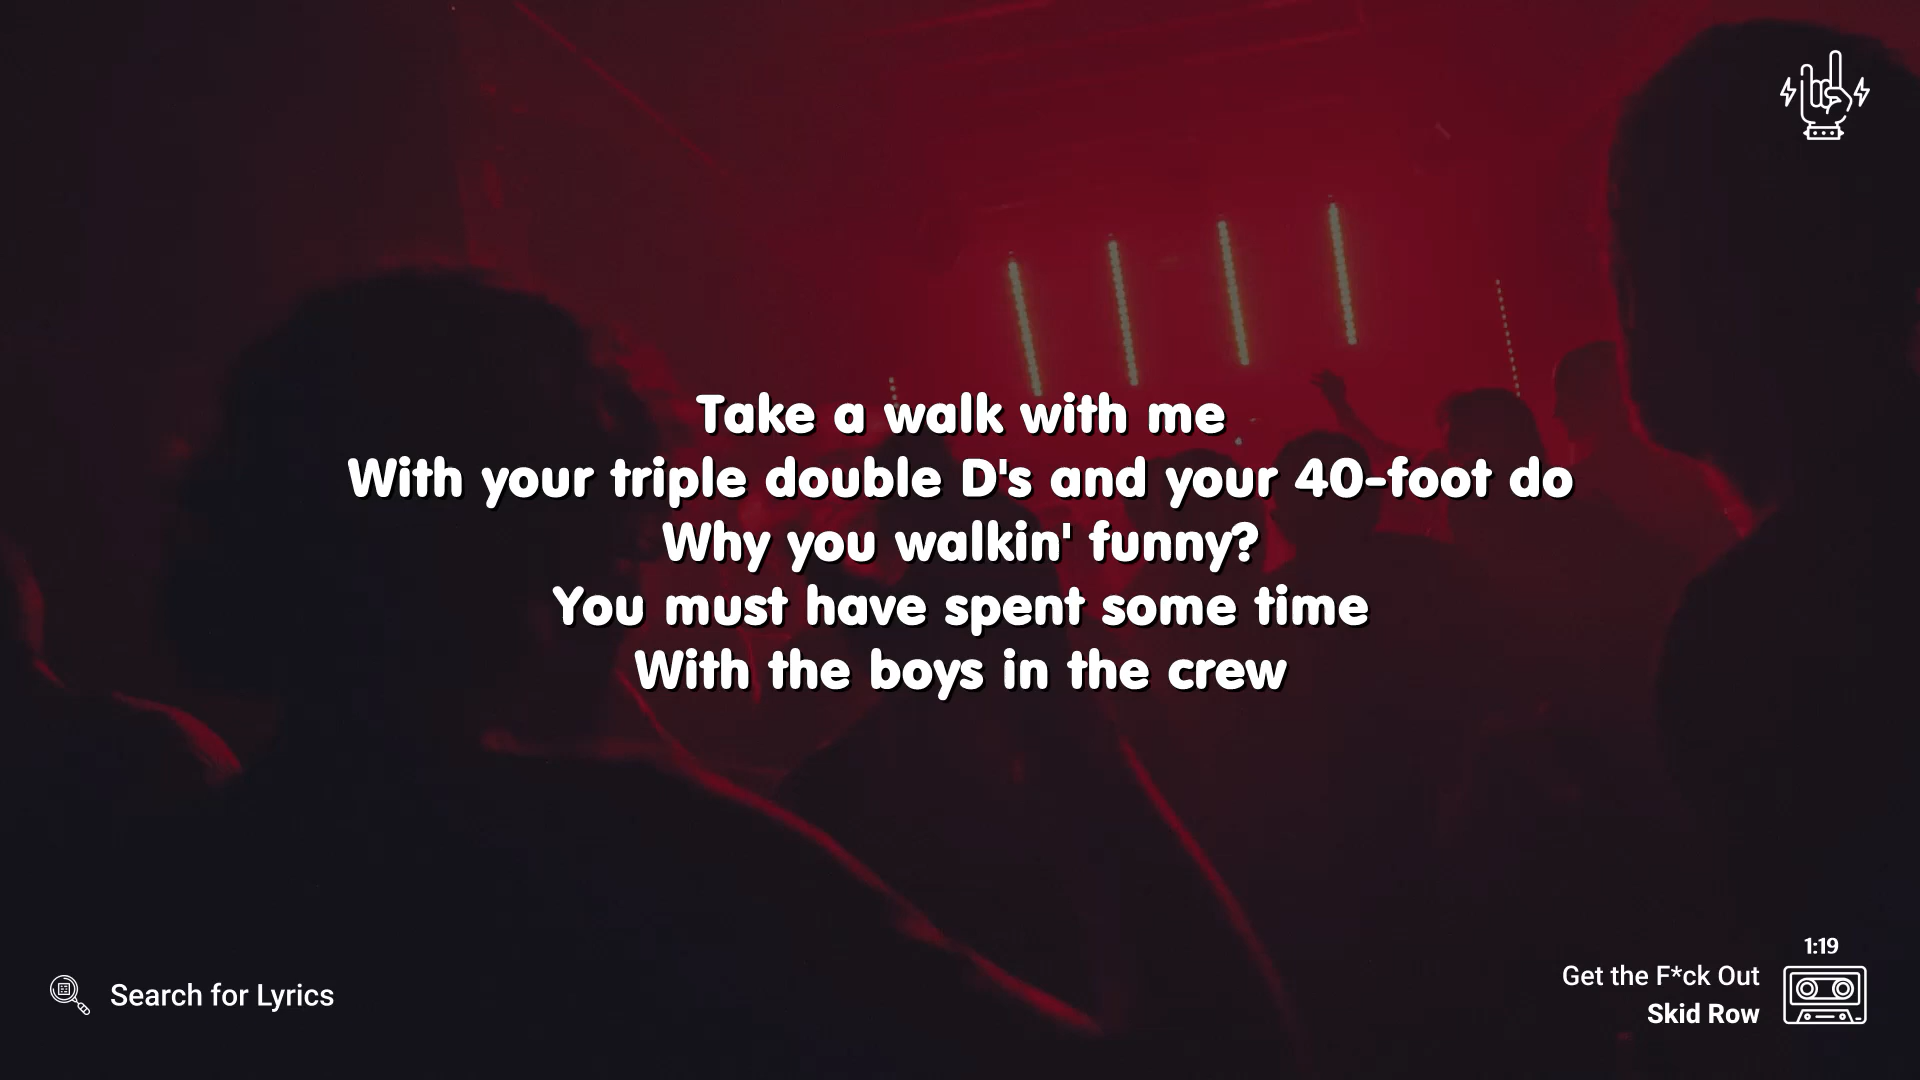 Take a walk with me
With your triple double D's and your 40-foot do
Why you walkin' funny?
You must have spent some time
With the boys in the crew
Search for Lyrics
1:19
Get the F*ck Out
Skid Row